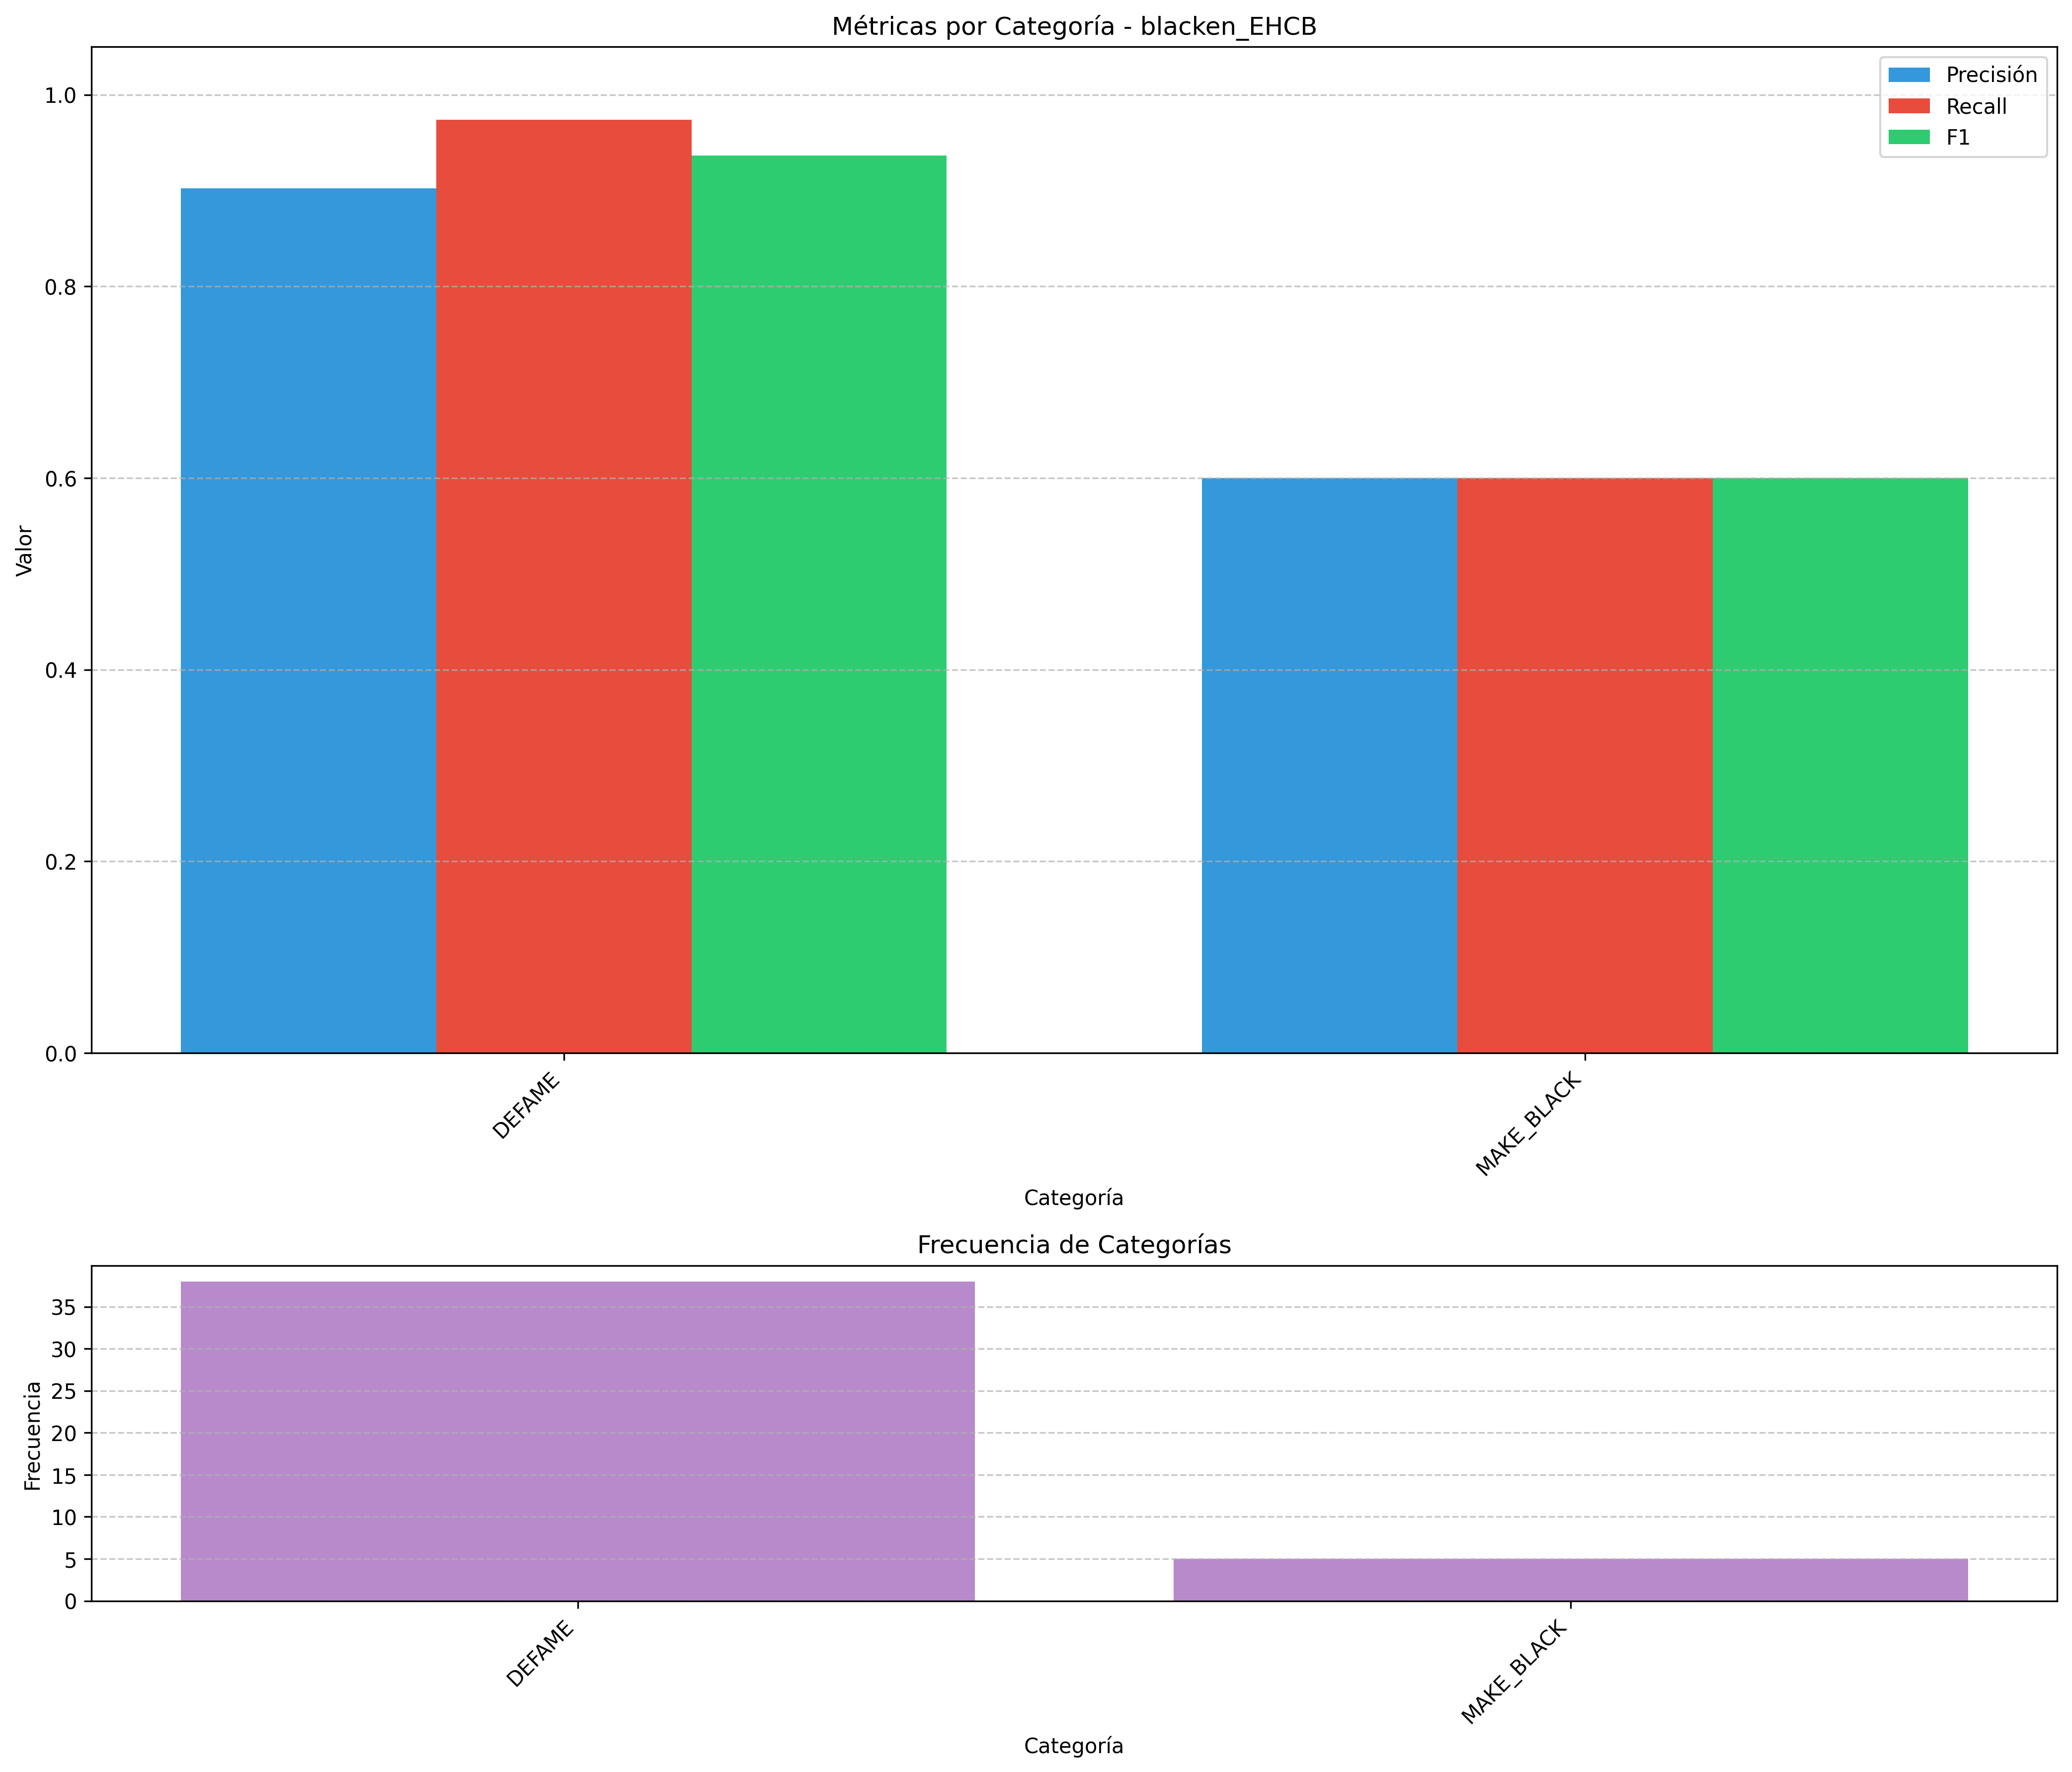 Métricas por Categoría - blacken_EHCB
Precisión
Recall
F1
1.0
0.8
0.6
0.4
0.2
0.0
Valor
DEFAME
MAKE_BLACK
Categoría
Frecuencia de Categorías
35
30
25
20
15
10
5
0
Frecuencia
DEFAME
MAKE_BLACK
Categoría